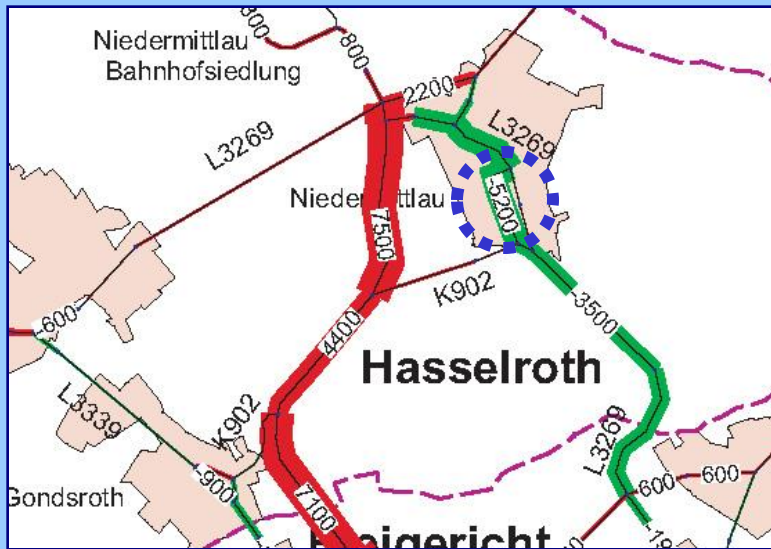 800
Niedermittlau
Bahnhofsiedlung
2200
L3269
L3269
Niedermittlau
-5200
7500
K902
-3500
-600
4400
Hasselroth
L3339
K902
L3269
-900
600
600
Gondsroth
7100